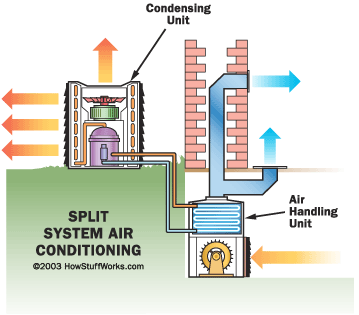 Condensing
Unit
Air
Handling
Unit
SPLIT
SYSTEM AIR
CONDITIONING
©2003 HowStuffWorks.com